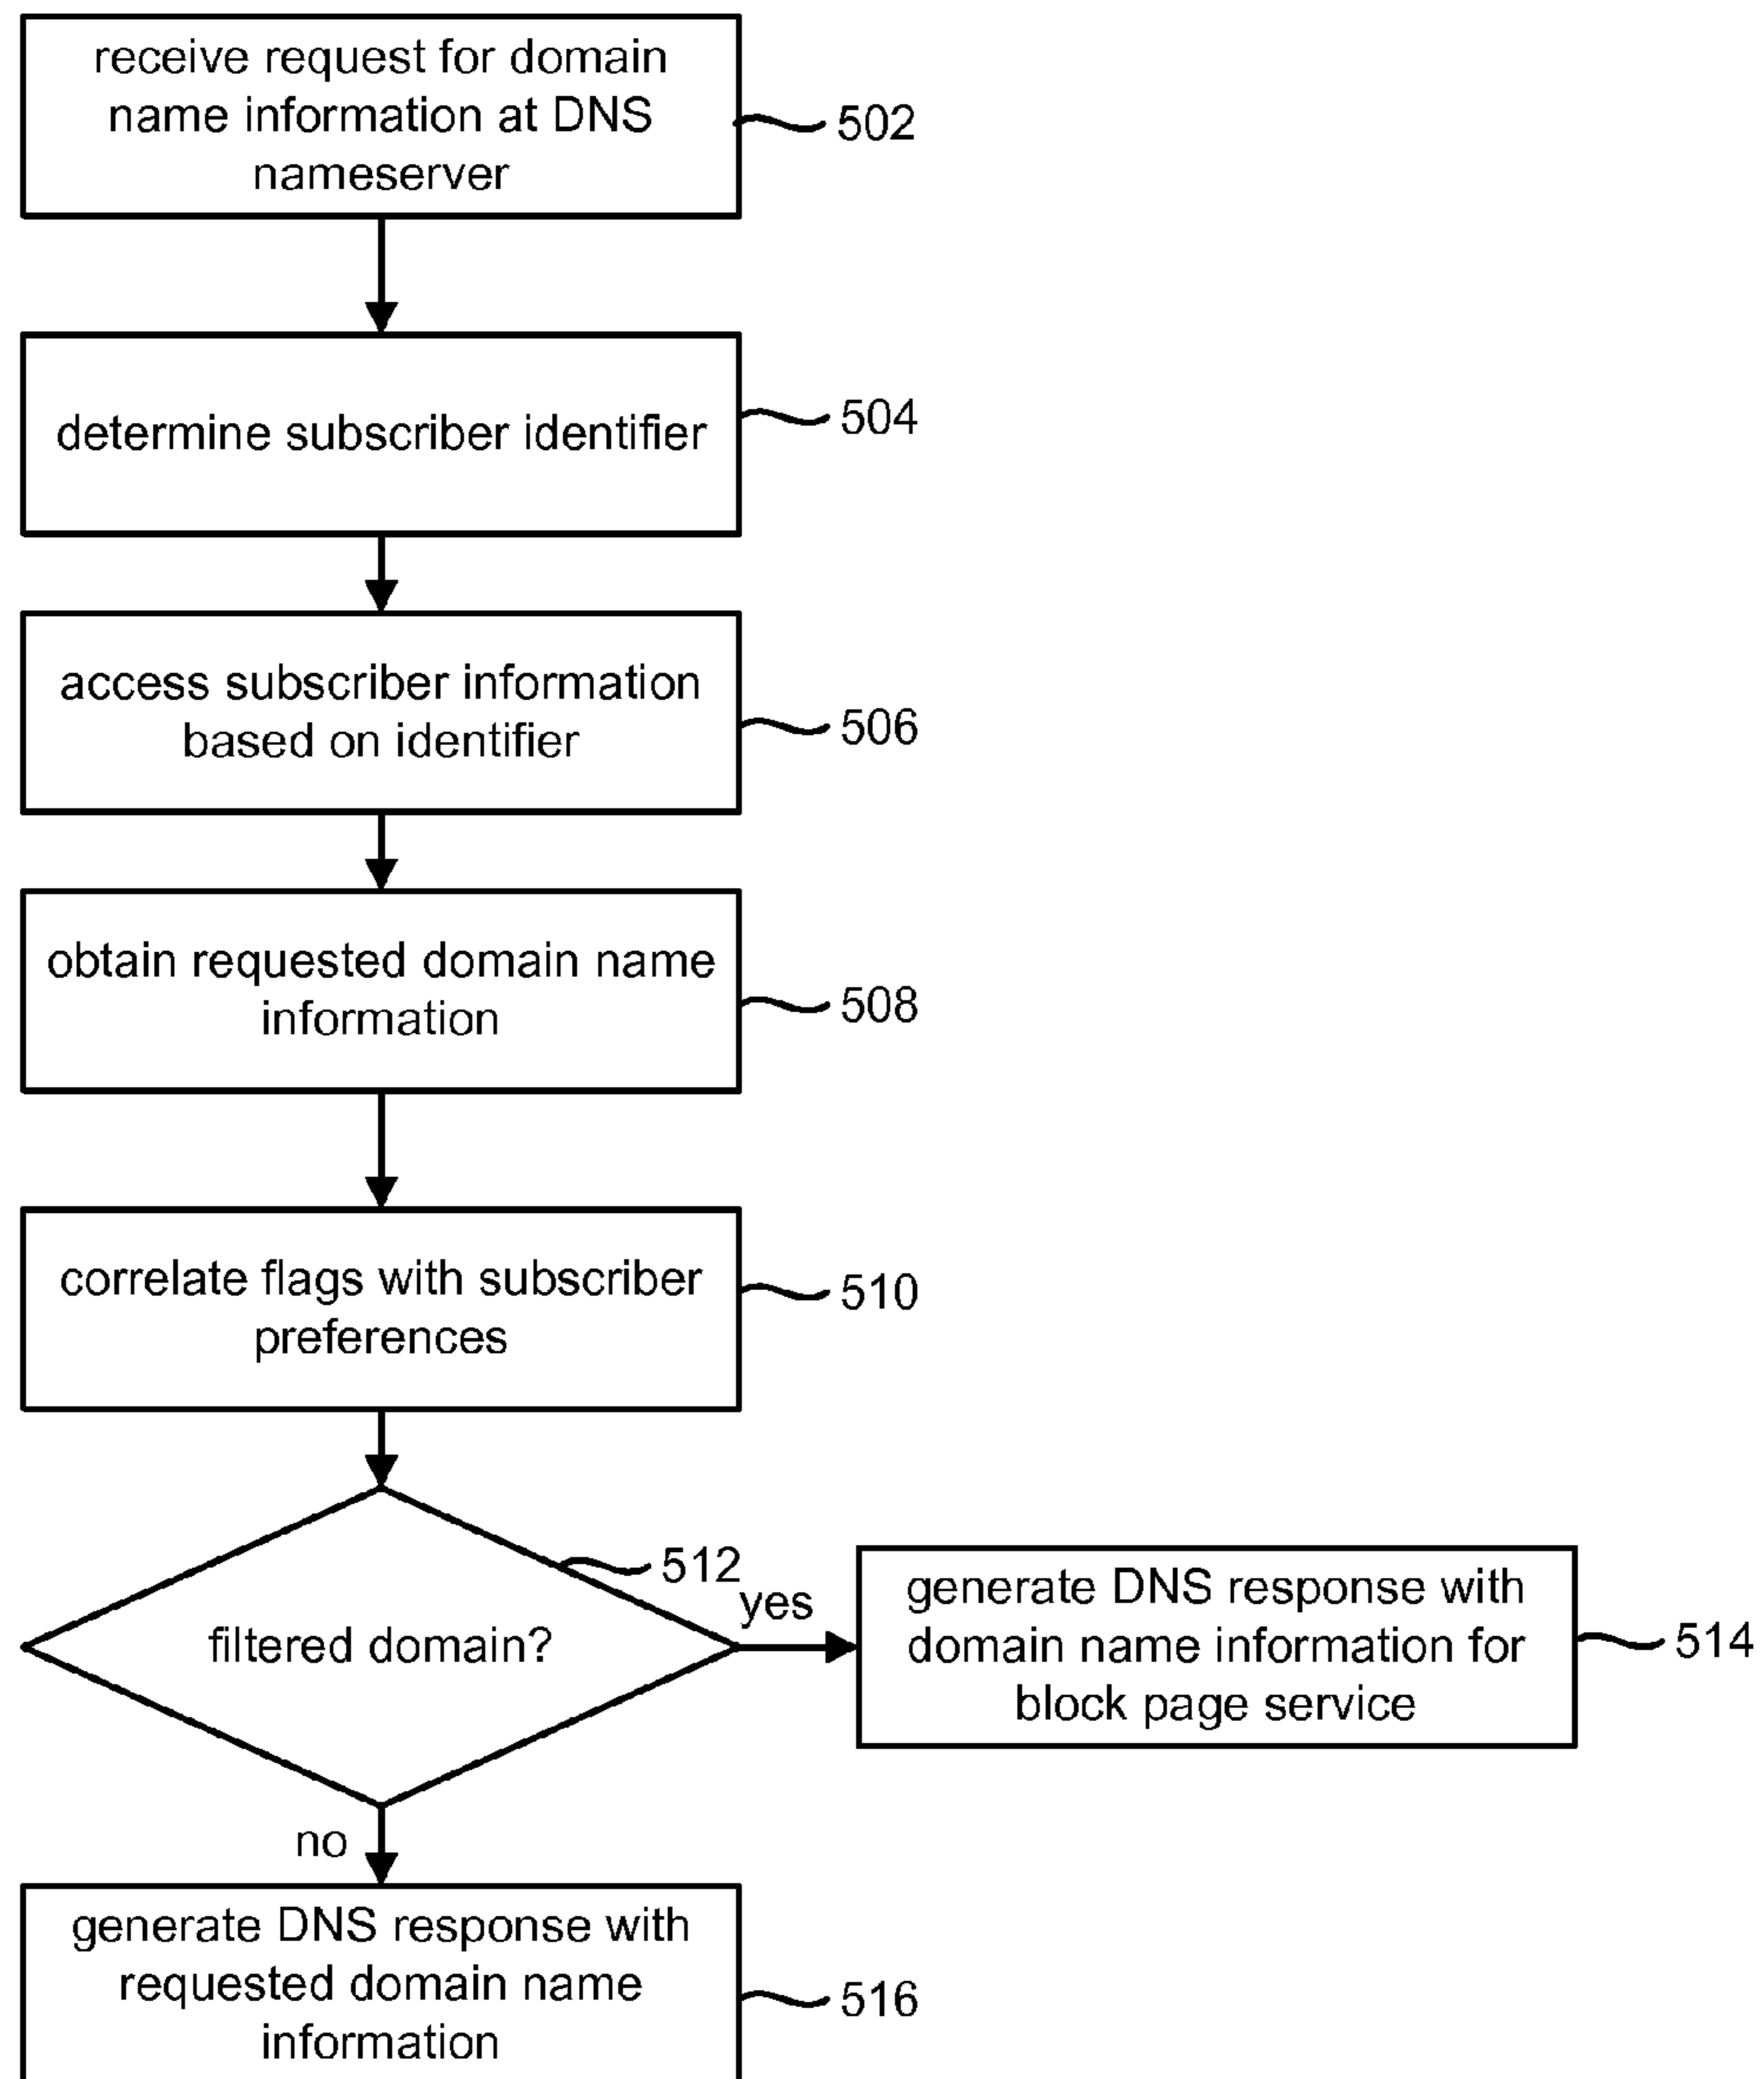 receive request for domain
name information at DNS
nameserver
502
determine subscriber identifier
504
access subscriber information
based on identifier
506
obtain requested domain name
information
508
correlate flags with subscriber
preferences
510
filtered domain?
512
yes
generate DNS response with
domain name information for
block page service
514
no
generate DNS response with
requested domain name
information
516